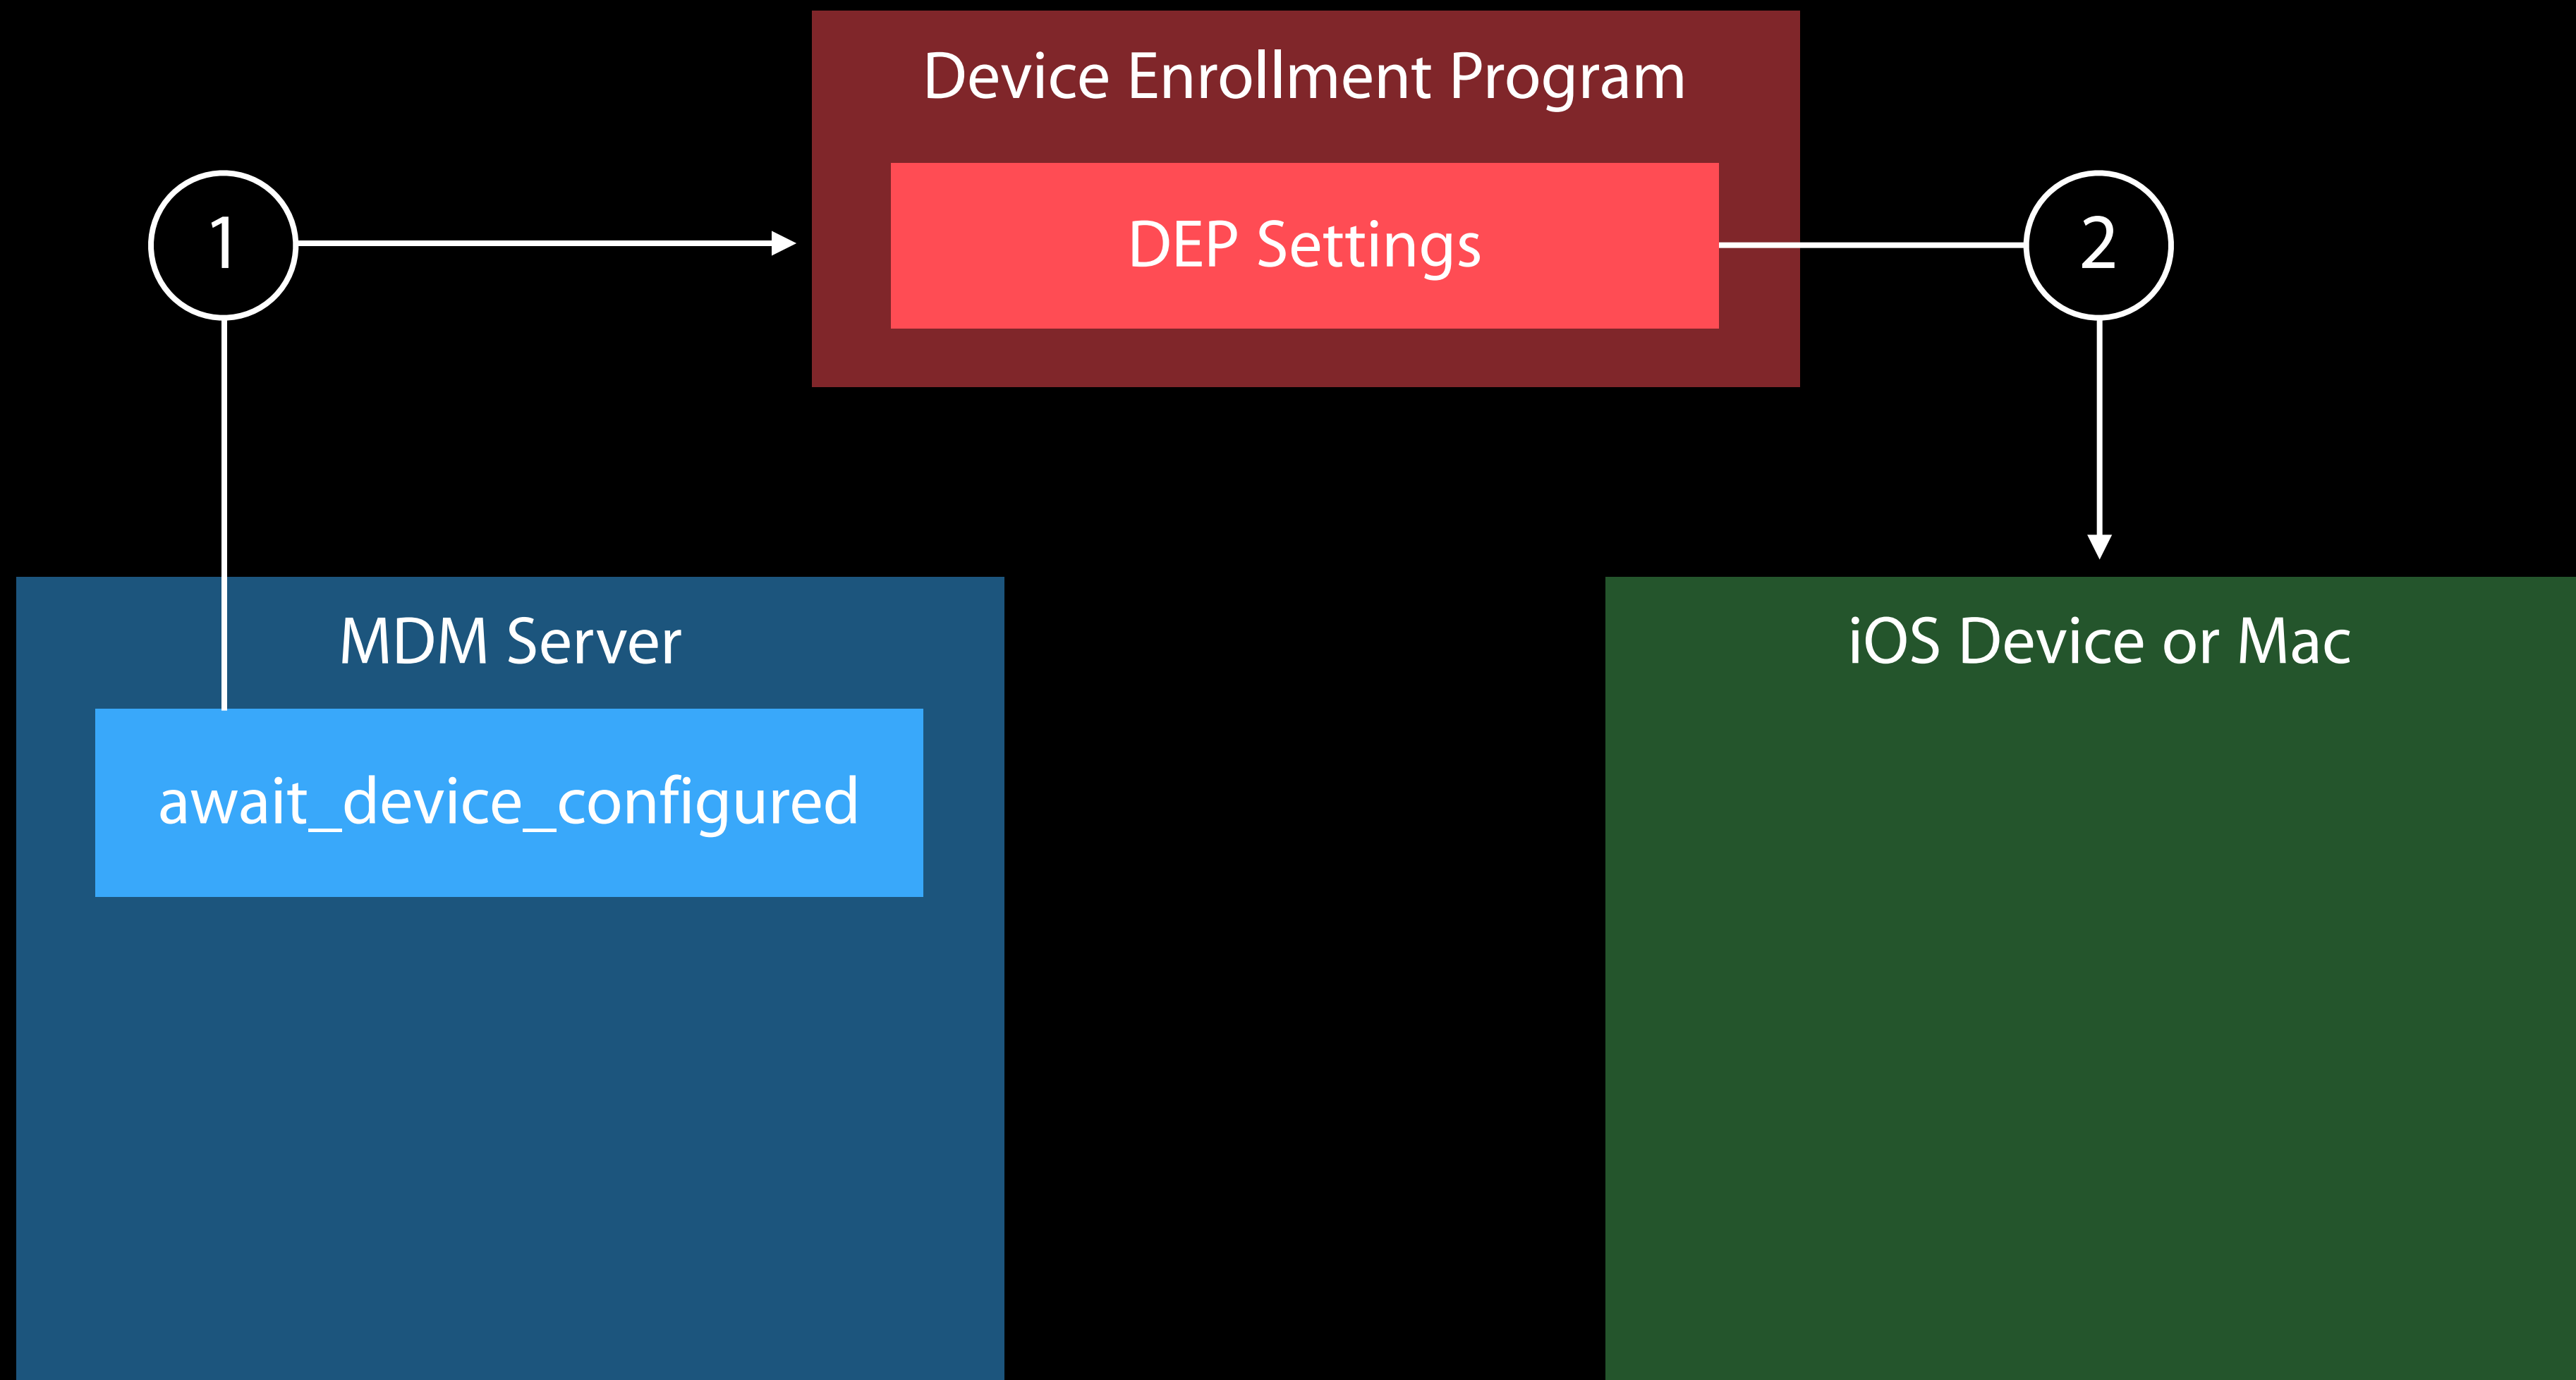 Device Enrollment Program
1
DEP Settings
2
MDM Server
iOS Device or Mac
await_device_configured